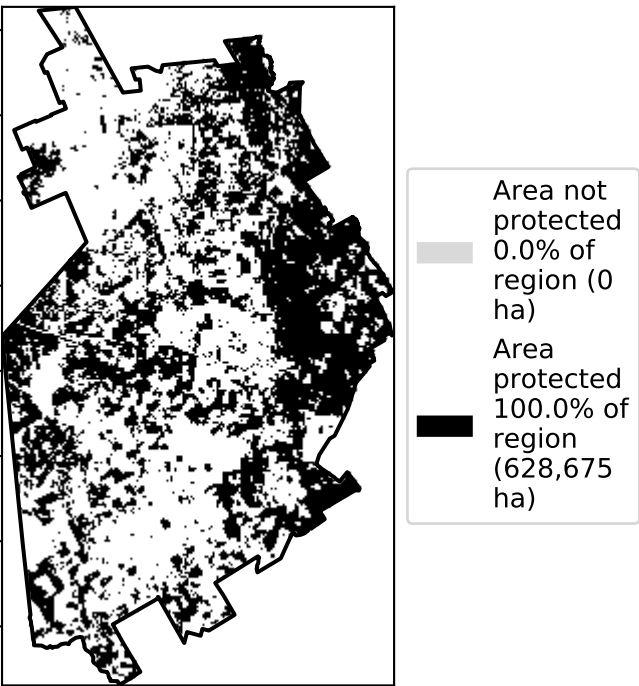 Area not
protected
0.0% of
region (0
ha)
Area
protected
100.0% of
region
(628,675
ha)